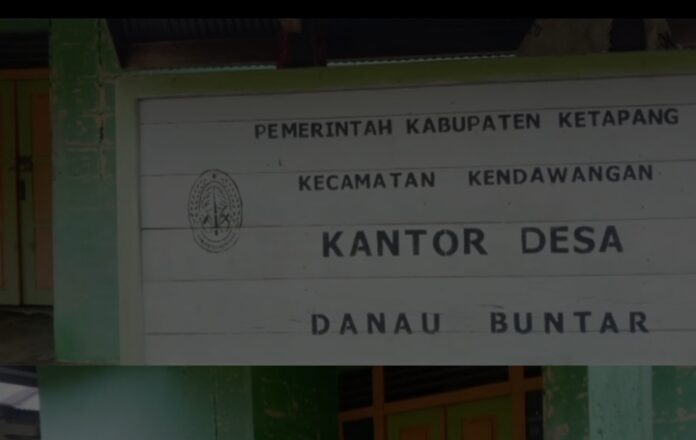 PEMERINTAH KABUPATEN KETAPANG
KECAMATAN KENDAWANGAN
KANTOR DESA
DANAU BUNTAR